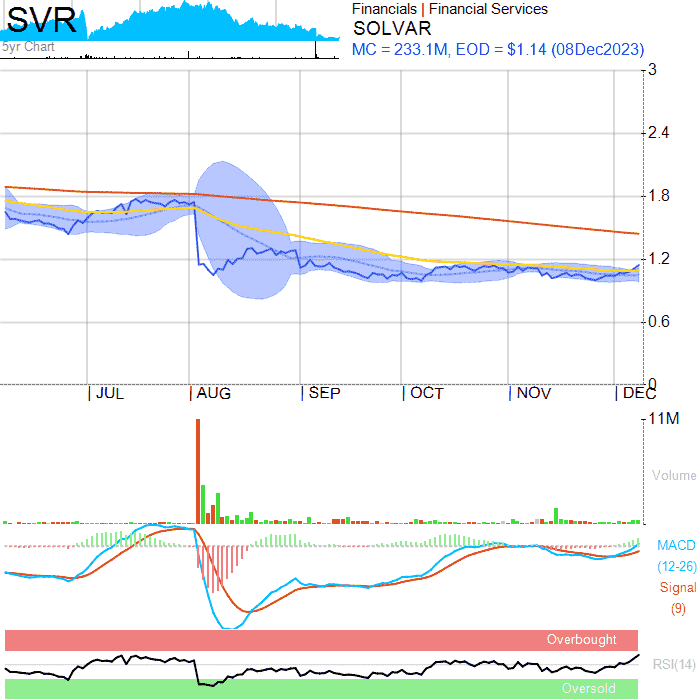 SVR
5yr Chart
Financials | Financial Services
SOLVAR
MC = 233.1M, EOD = $1.14 (08Dec2023)
3
2.4
1.8
1.2
0.6
0
JUL AUG SEP OCT NOV DEC
11M
Volume
MACD
(12-26)
Signal
(9)
Overbought
RSI(14)
Oversold